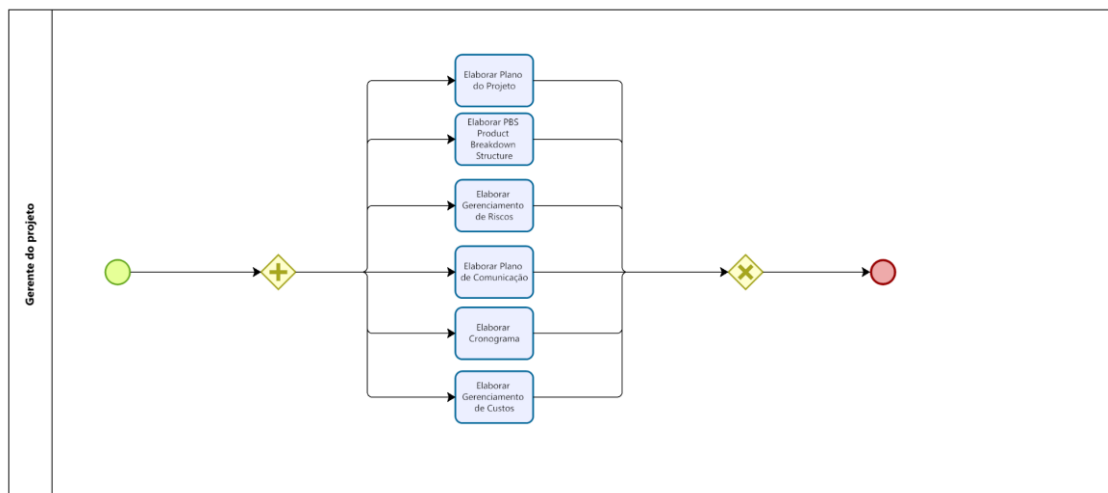 Gerente do projeto
Elaborar Plano
do Projeto
Elaborar PBS
Product
Breakdown
Structure
Elaborar
Gerenciamento
de Riscos
Elaborar Plano
de Comunicação
Elaborar
Cronograma
Elaborar
Gerenciamento
de Custos